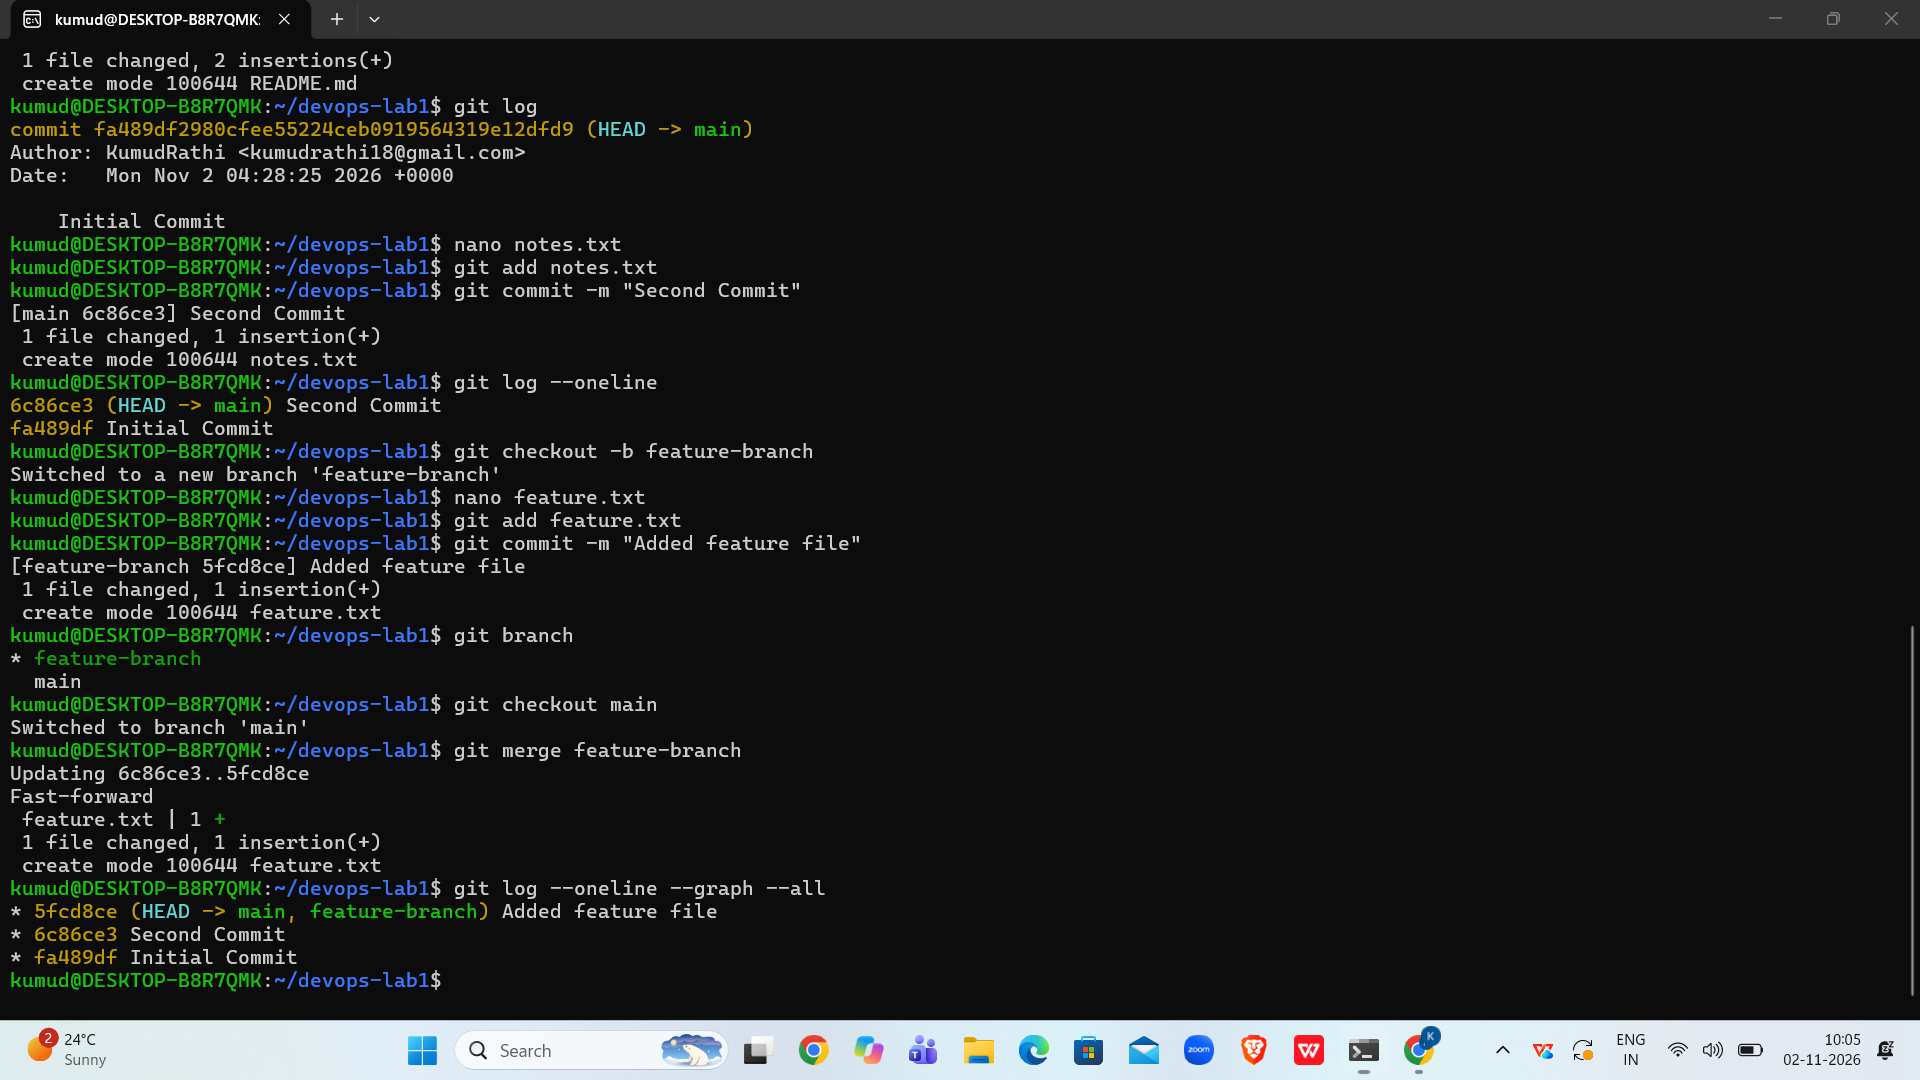 kumud@DESKTOP-B8R7QMK:
 1 file changed, 2 insertions(+)
 create mode 100644 README.md
kumud@DESKTOP-B8R7QMK:~/devops-lab1$ git log
commit fa489df2980cfee55224ceb0919564319e12dfd9 (HEAD -> main)
Author: KumudRathi <kumudrathi18@gmail.com>
Date:   Mon Nov 2 04:28:25 2026 +0000
    Initial Commit
kumud@DESKTOP-B8R7QMK:~/devops-lab1$ nano notes.txt
kumud@DESKTOP-B8R7QMK:~/devops-lab1$ git add notes.txt
kumud@DESKTOP-B8R7QMK:~/devops-lab1$ git commit -m "Second Commit"
[main 6c86ce3] Second Commit
 1 file changed, 1 insertion(+)
 create mode 100644 notes.txt
kumud@DESKTOP-B8R7QMK:~/devops-lab1$ git log --oneline
6c86ce3 (HEAD -> main) Second Commit
fa489df Initial Commit
kumud@DESKTOP-B8R7QMK:~/devops-lab1$ git checkout -b feature-branch
Switched to a new branch 'feature-branch'
kumud@DESKTOP-B8R7QMK:~/devops-lab1$ nano feature.txt
kumud@DESKTOP-B8R7QMK:~/devops-lab1$ git add feature.txt
kumud@DESKTOP-B8R7QMK:~/devops-lab1$ git commit -m "Added feature file"
[feature-branch 5fcd8ce] Added feature file
 1 file changed, 1 insertion(+)
 create mode 100644 feature.txt
kumud@DESKTOP-B8R7QMK:~/devops-lab1$ git branch
* feature-branch
  main
kumud@DESKTOP-B8R7QMK:~/devops-lab1$ git checkout main
Switched to branch 'main'
kumud@DESKTOP-B8R7QMK:~/devops-lab1$ git merge feature-branch
Updating 6c86ce3..5fcd8ce
Fast-forward
 feature.txt | 1 +
 1 file changed, 1 insertion(+)
 create mode 100644 feature.txt
kumud@DESKTOP-B8R7QMK:~/devops-lab1$ git log --oneline --graph --all
* 5fcd8ce (HEAD -> main, feature-branch) Added feature file
* 6c86ce3 Second Commit
* fa489df Initial Commit
kumud@DESKTOP-B8R7QMK:~/devops-lab1$
2
24°C
Sunny
Search
zoom
K
ENG
IN
10:05
02-11-2026